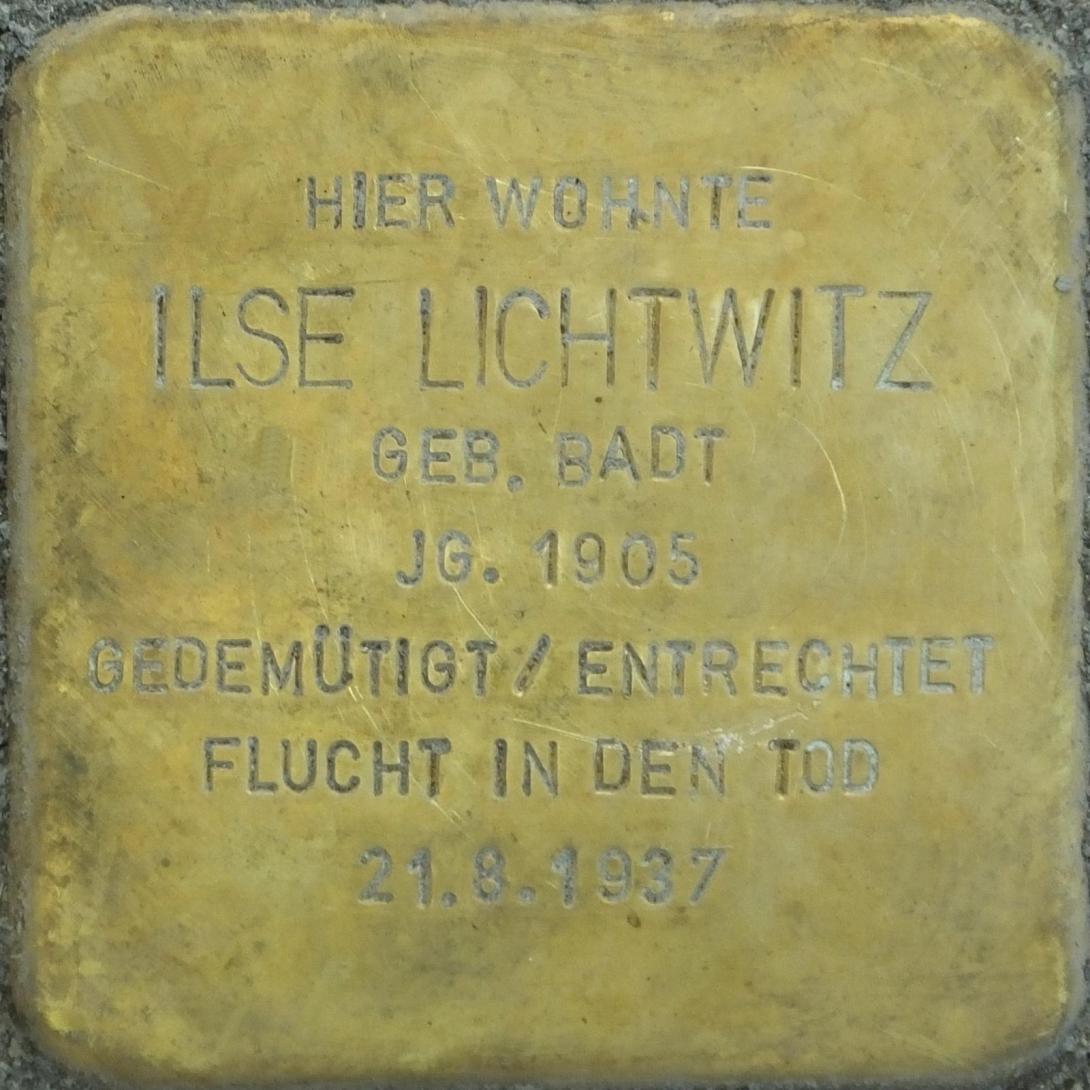 HIER WOHNTE
ILSE LICHTWITZ
GEB. BADT
JG. 1905
GEDEMÜTIGT / ENTRECHTET
FLUCHT IN DEN TOD
21.8.1937